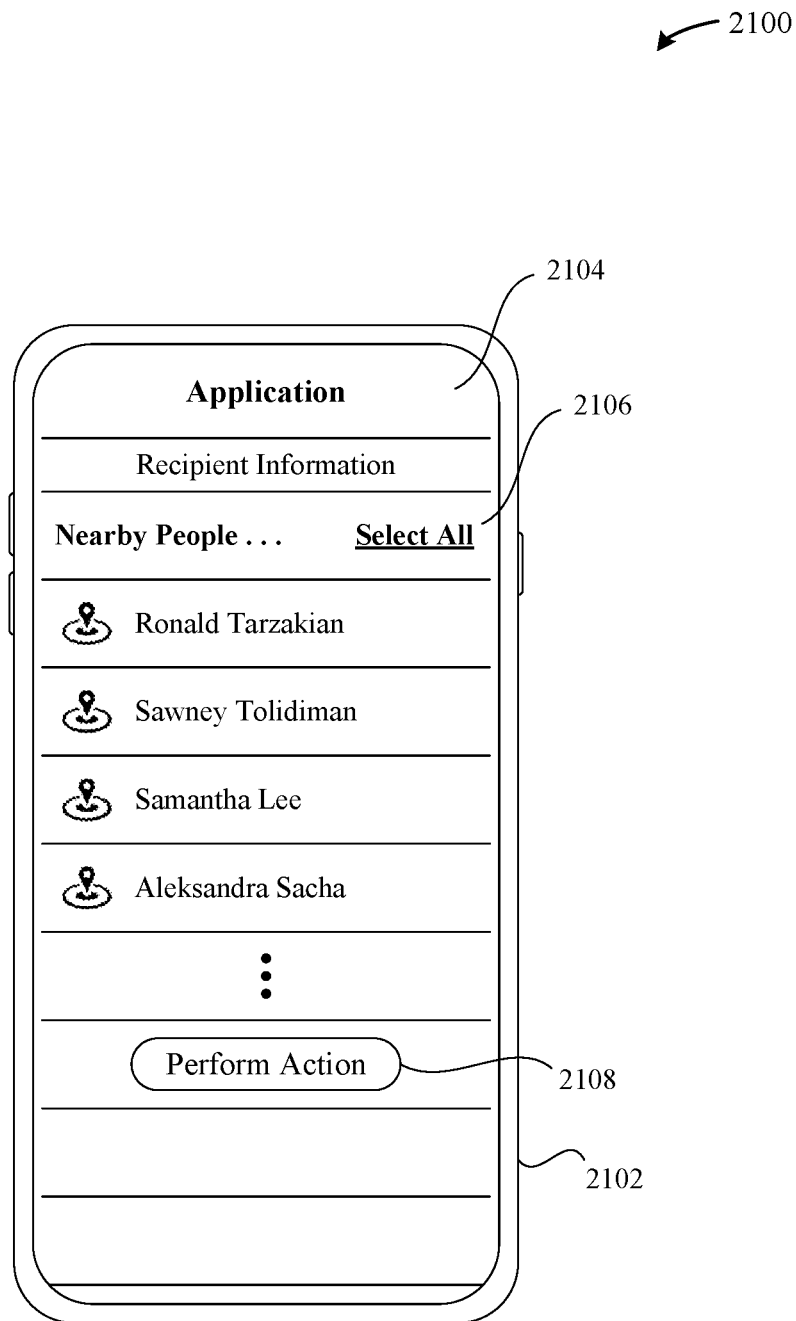 2100
2104
Application
2106
Recipient Information
Nearby People . . . Select All
Ronald Tarzakian
Sawney Tolidiman
Samantha Lee
Aleksandra Sacha
Perform Action
2108
2102